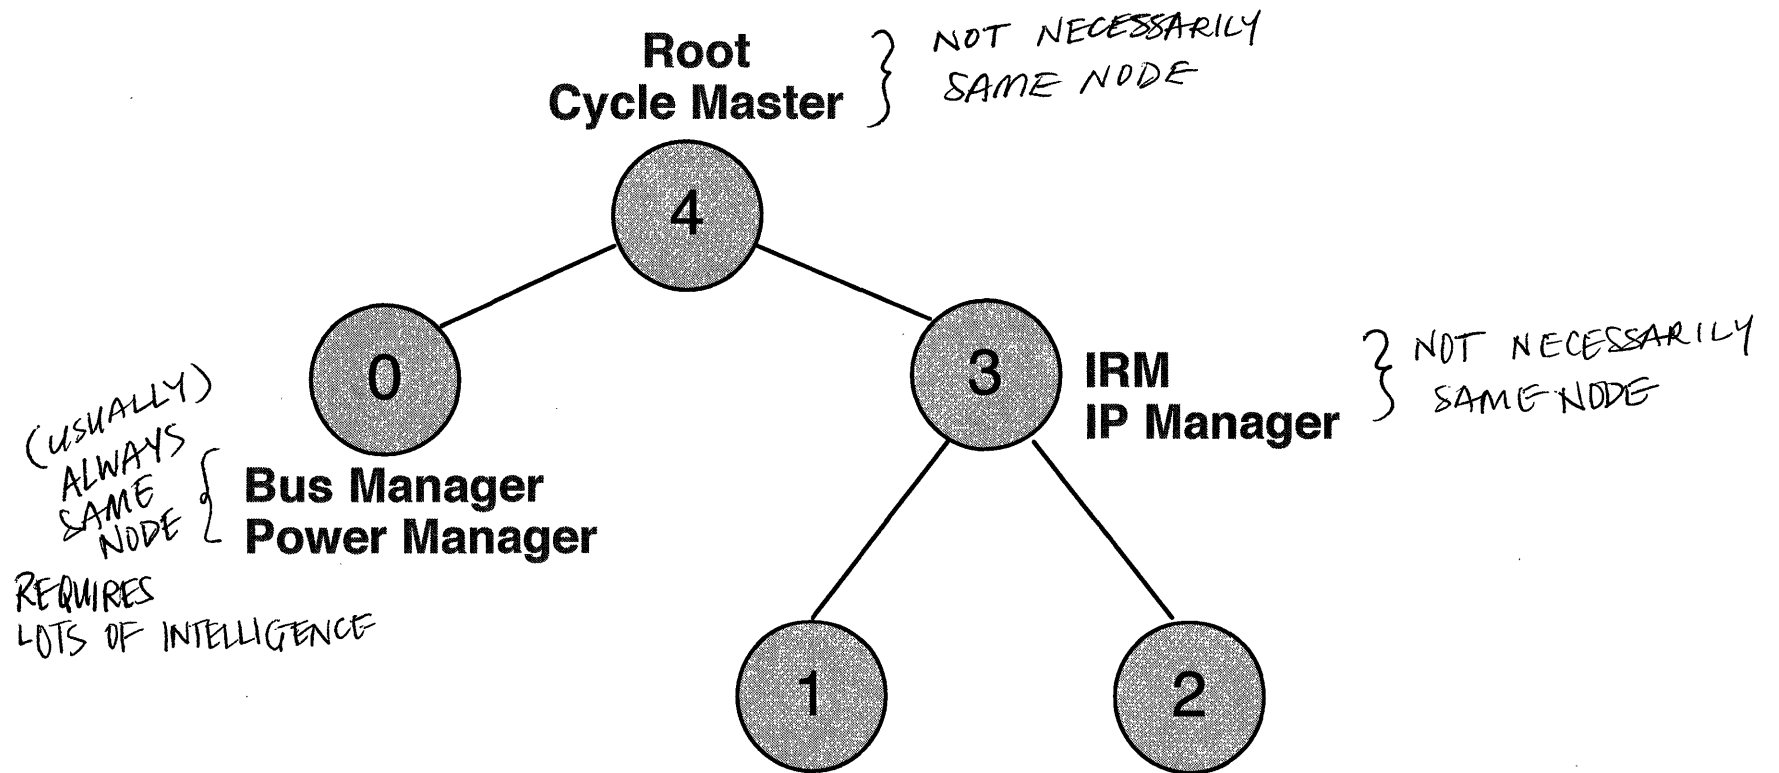 Root
Cycle Master
NOT NECESSARILY
SAME NODE
4
0
3
IRM
IP Manager
NOT NECESSARILY
SAME NODE
(USUALLY)
ALWAYS
SAME
NODE
Bus Manager
Power Manager
REQUIRES
LOTS OF INTELLIGENCE
1
2